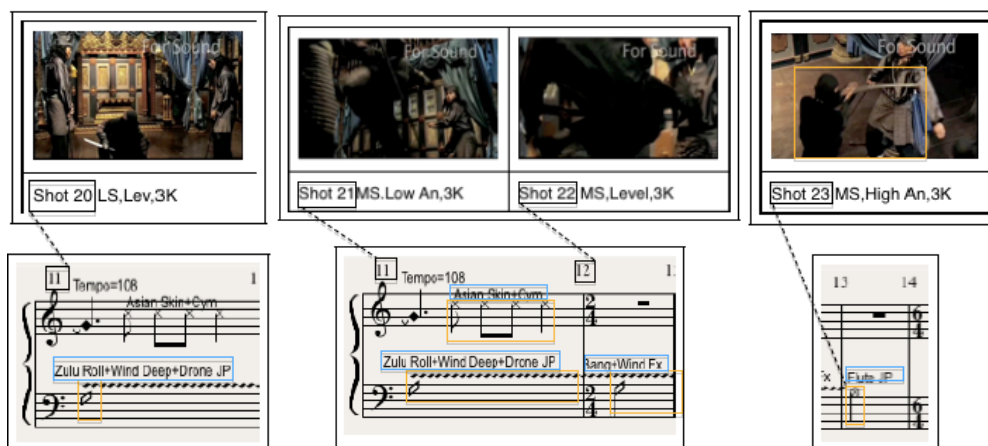 For Sound
For Sound
For Sound
For Sound
Shot 20 LS,Lev,3K
Shot 21 MS.Low An,3K
Shot 22 MS,Level,3K
Shot 23 MS,High An,3K
11
1
Tempo=108
Asian Skin+Cym
Zulu Roll+Wind Deep+Drone JP
11
12
Tempo=108
Asian Skin+Cym
Zulu Roll+Wind Deep+Drone JP
Bang+Wind Fx
2
4
2
4
13
14
Fx
Flute JP
6
4
6
4